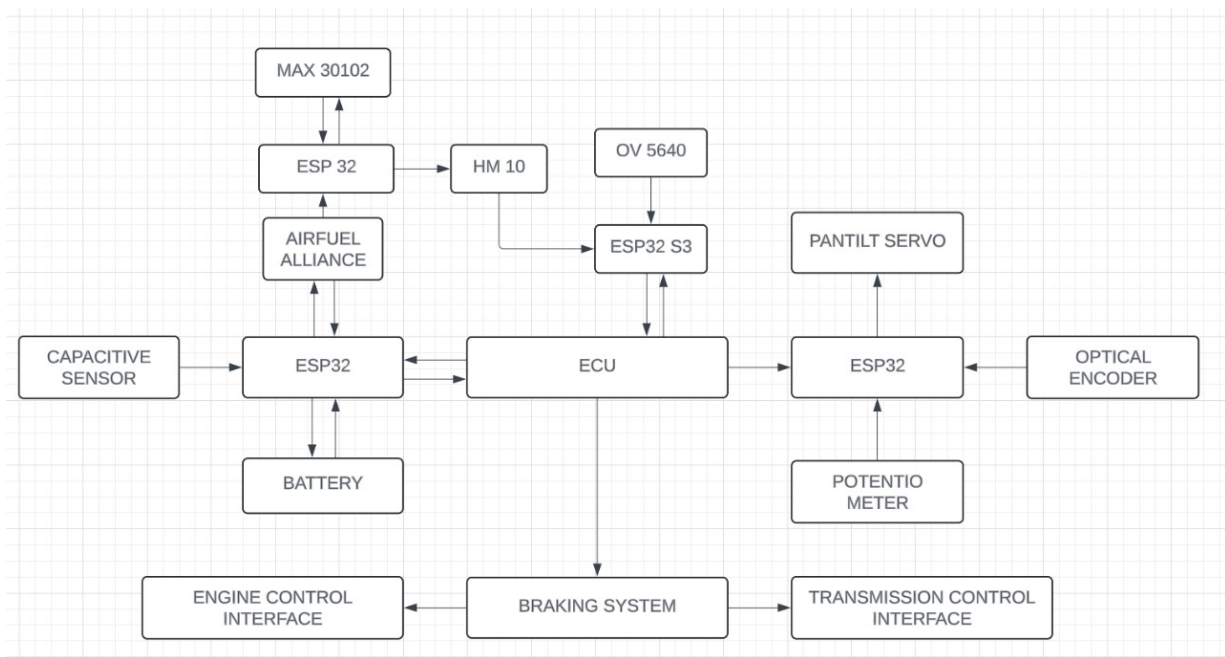 MAX 30102
ESP 32
HM 10
OV 5640
AIRFUEL
ALLIANCE
ESP32 S3
PANTILT SERVO
CAPACITIVE
SENSOR
ESP32
ECU
ESP32
OPTICAL
ENCODER
BATTERY
POTENTIO
METER
ENGINE CONTROL
INTERFACE
BRAKING SYSTEM
TRANSMISSION CONTROL
INTERFACE